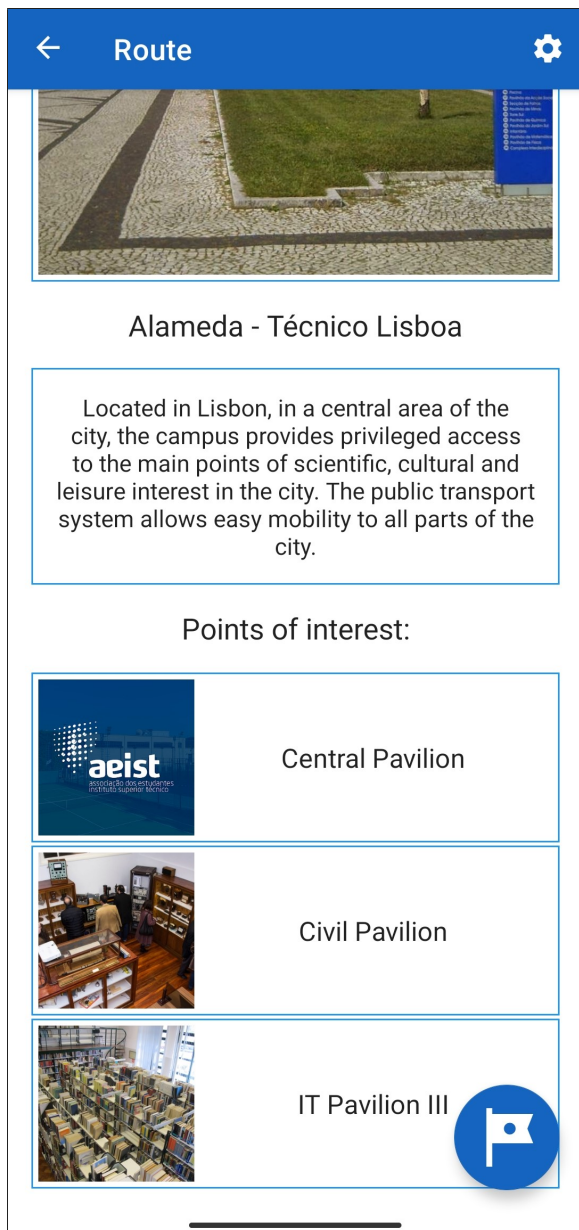 Route
Alameda - Técnico Lisboa
Located in Lisbon, in a central area of the
city, the campus provides privileged access
to the main points of scientific, cultural and
leisure interest in the city. The public transport
system allows easy mobility to all parts of the
city.
Points of interest:
aeist
associação dos estudantes
instituto superior técnico
Central Pavilion
Civil Pavilion
IT Pavilion III